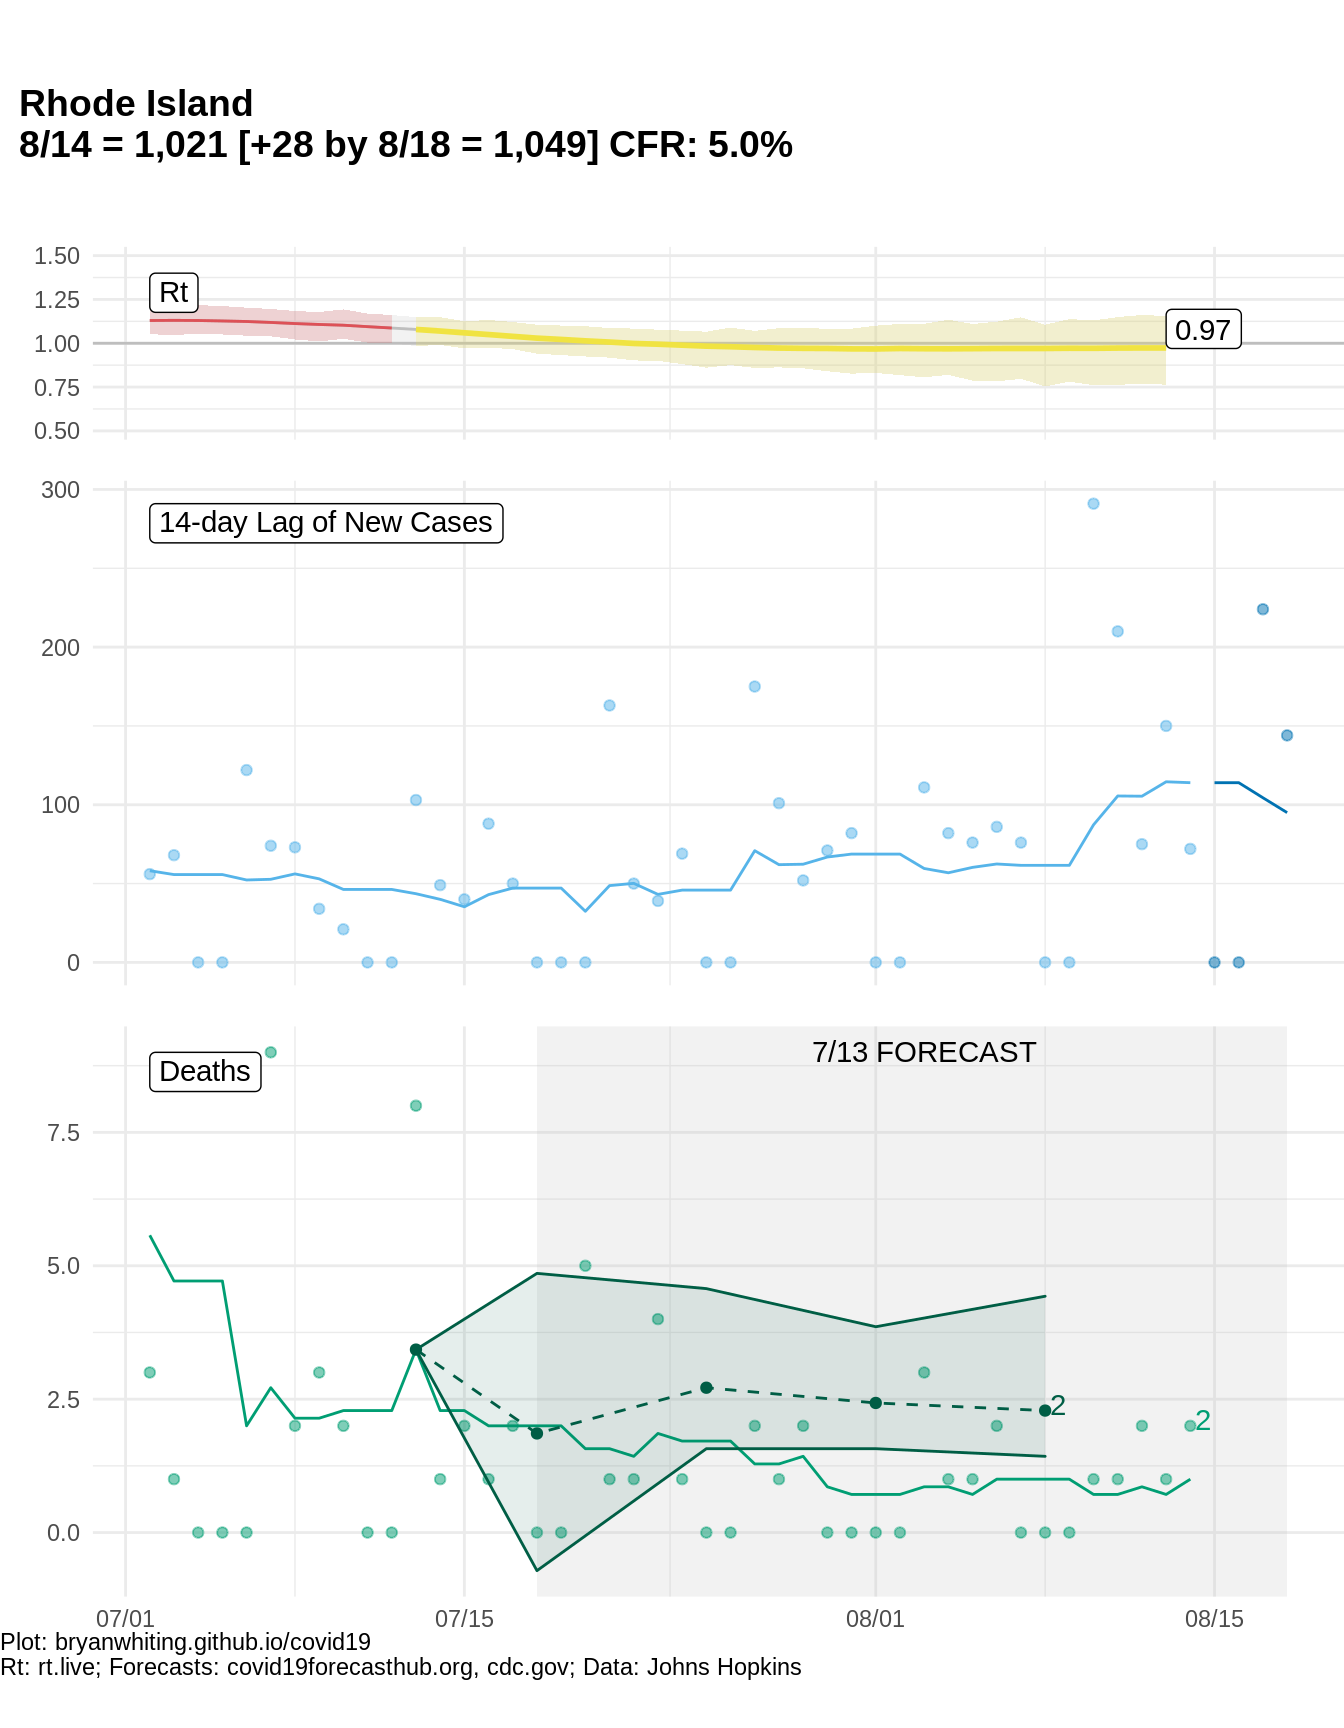 Rhode Island
8/14 = 1,021 [+28 by 8/18 = 1,049] CFR: 5.0%
1.50
1.25
1.00
0.75
0.50
Rt
0.97
300
200
100
0
14-day Lag of New Cases
7.5
5.0
2.5
0.0
Deaths
7/13 FORECAST
2
2
07/01
07/15
08/01
08/15
Plot: bryanwhiting.github.io/covid19
Rt: rt.live; Forecasts: covid19forecasthub.org, cdc.gov; Data: Johns Hopkins